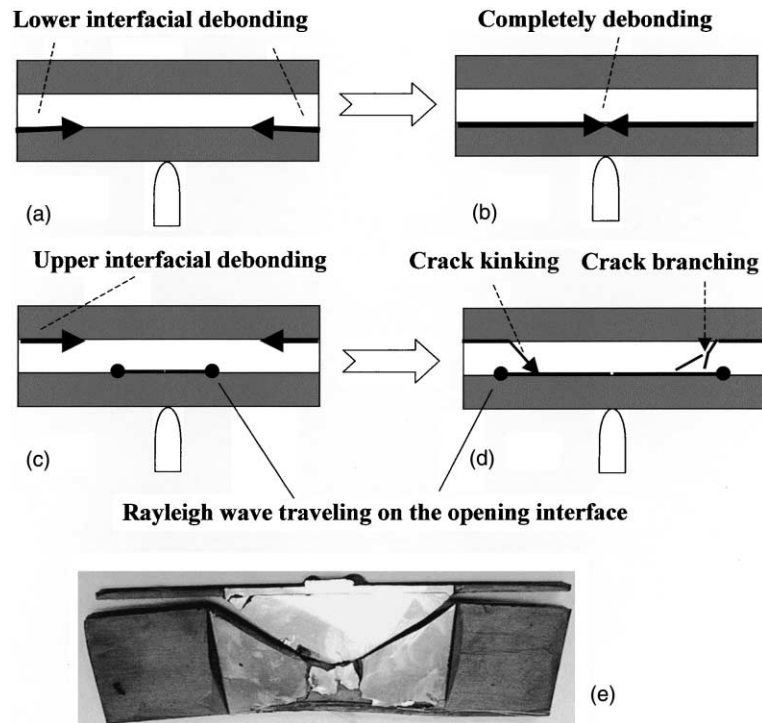 Lower interfacial debonding
Completely debonding
(a)
(b)
Upper interfacial debonding
Crack kinking
Crack branching
(c)
(d)
Rayleigh wave traveling on the opening interface
(e)